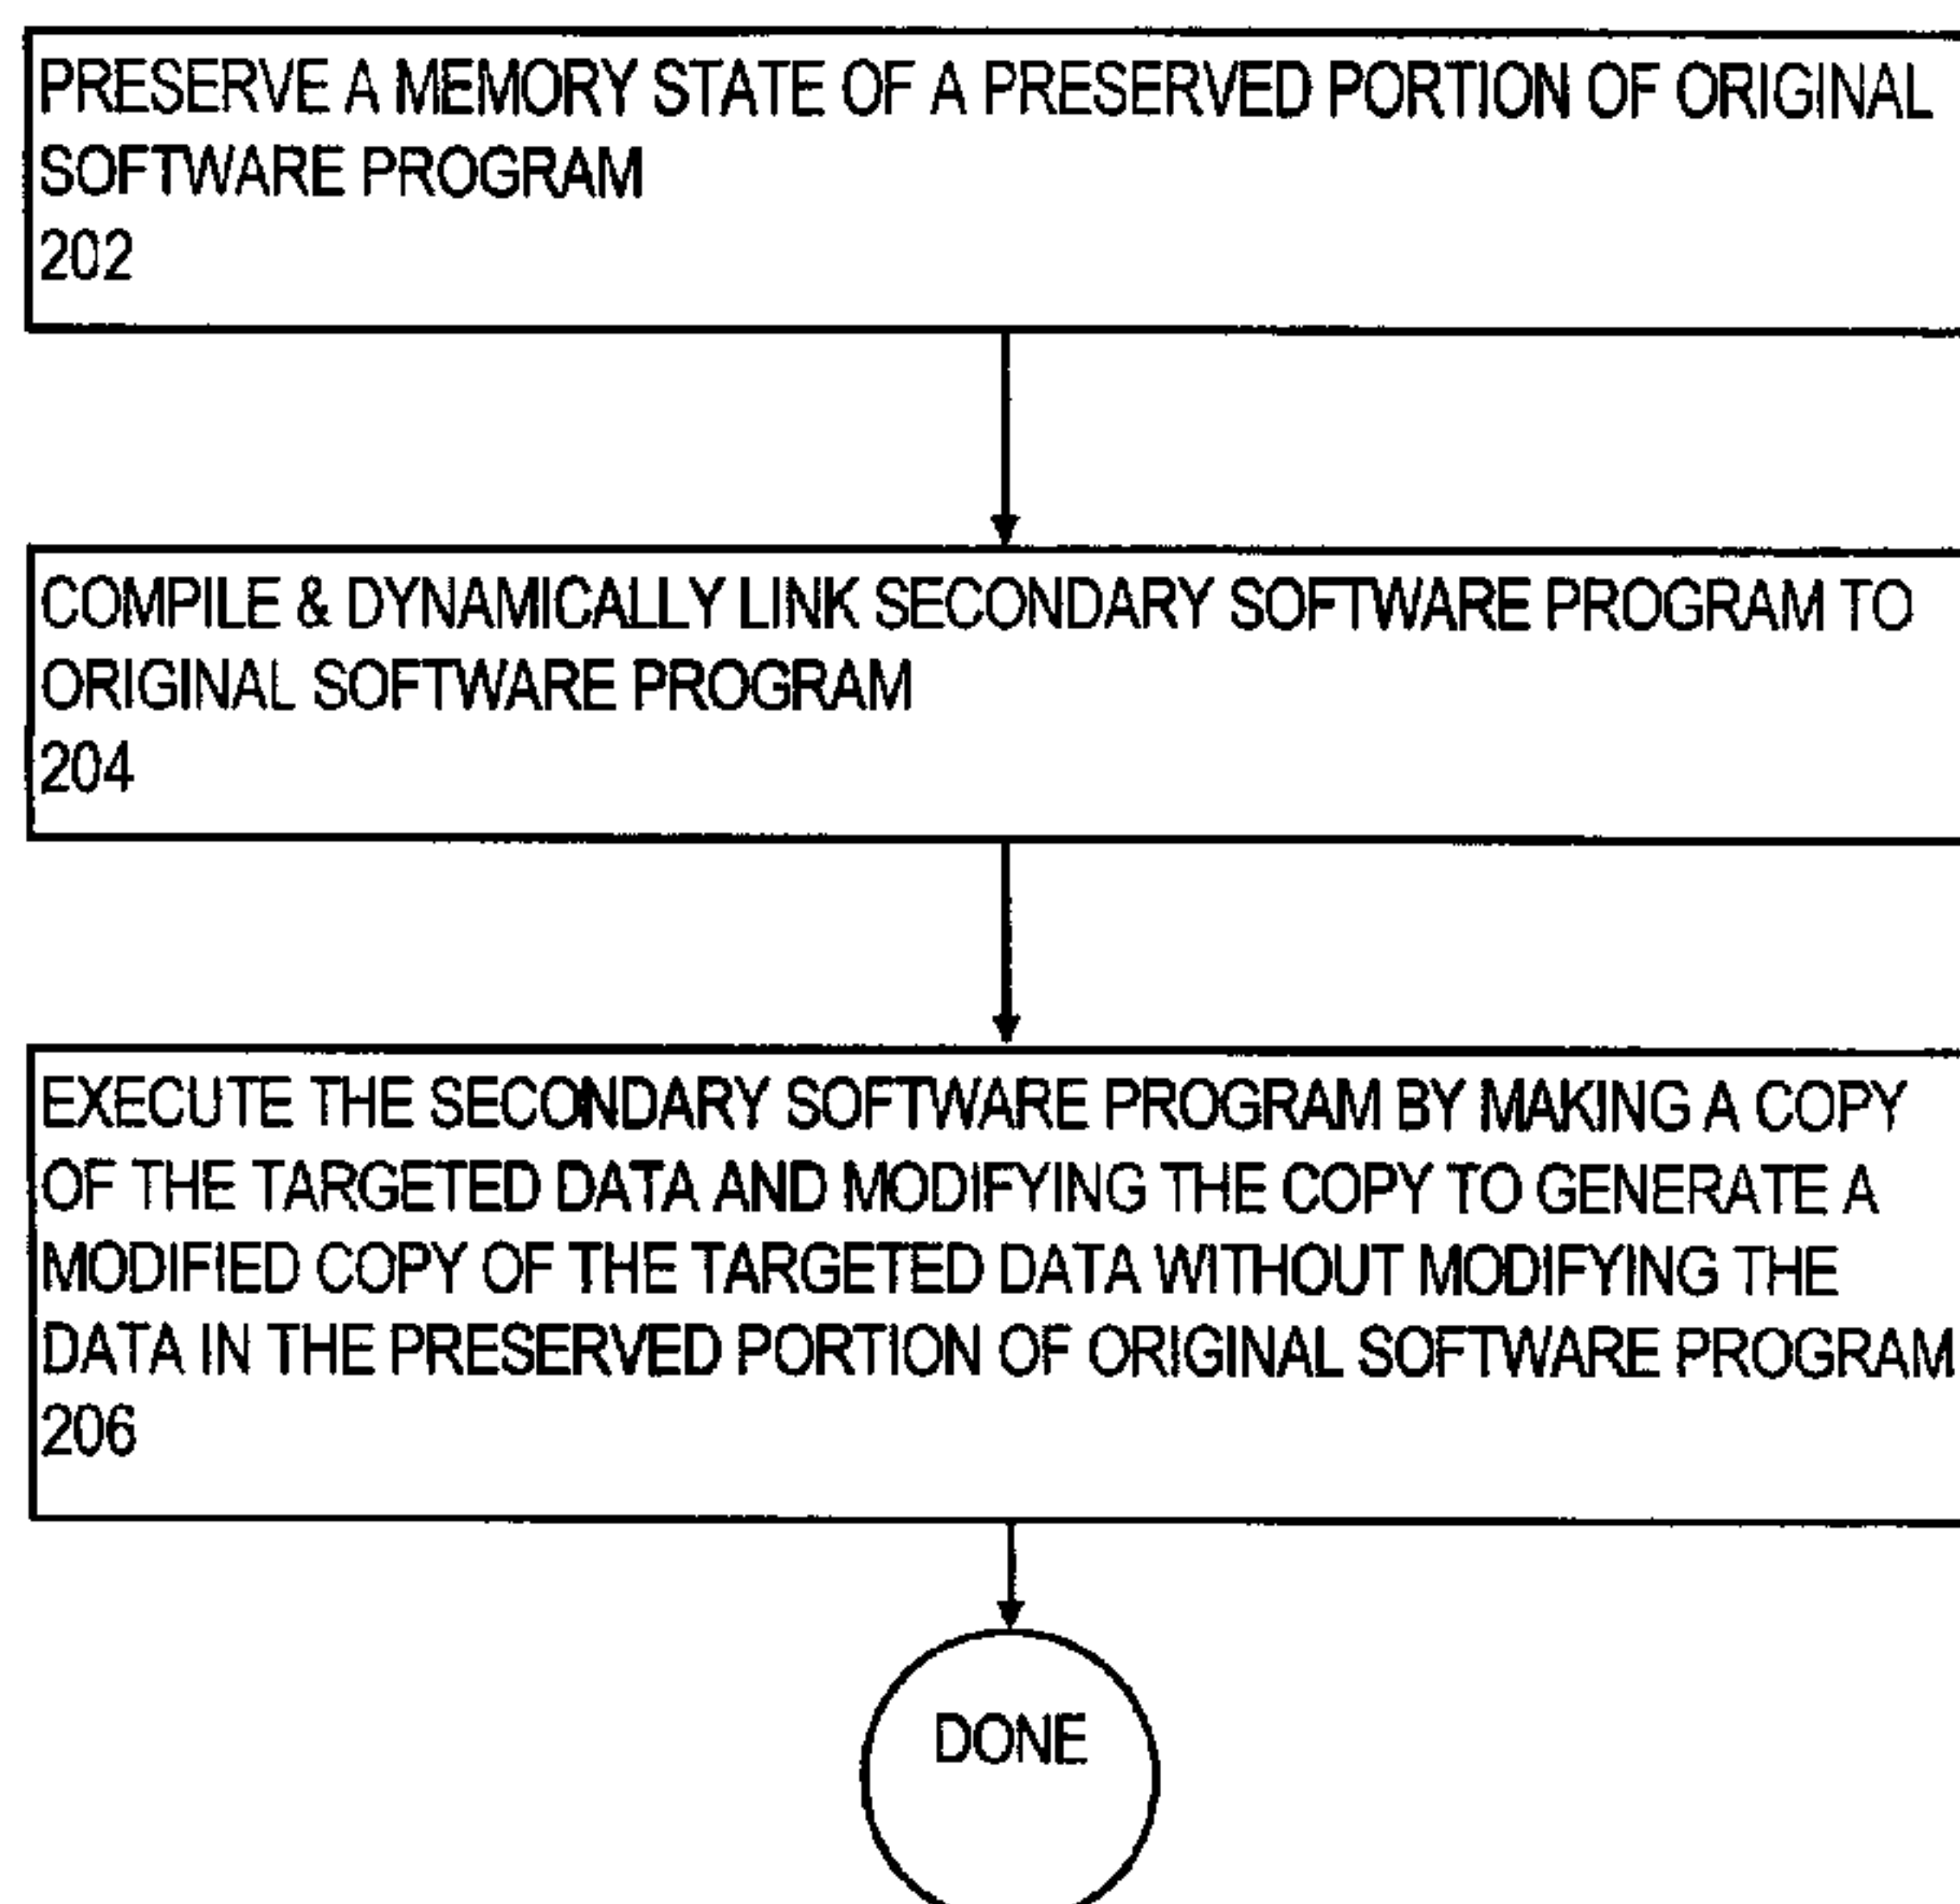 PRESERVE A MEMORY STATE OF A PRESERVED PORTION OF ORIGINAL
SOFTWARE PROGRAM
202
COMPILE & DYNAMICALLY LINK SECONDARY SOFTWARE PROGRAM TO
ORIGINAL SOFTWARE PROGRAM
204
EXECUTE THE SECONDARY SOFTWARE PROGRAM BY MAKING A COPY
OF THE TARGETED DATA AND MODIFYING THE COPY TO GENERATE A
MODIFIED COPY OF THE TARGETED DATA WITHOUT MODIFYING THE
DATA IN THE PRESERVED PORTION OF ORIGINAL SOFTWARE PROGRAM
206
DONE